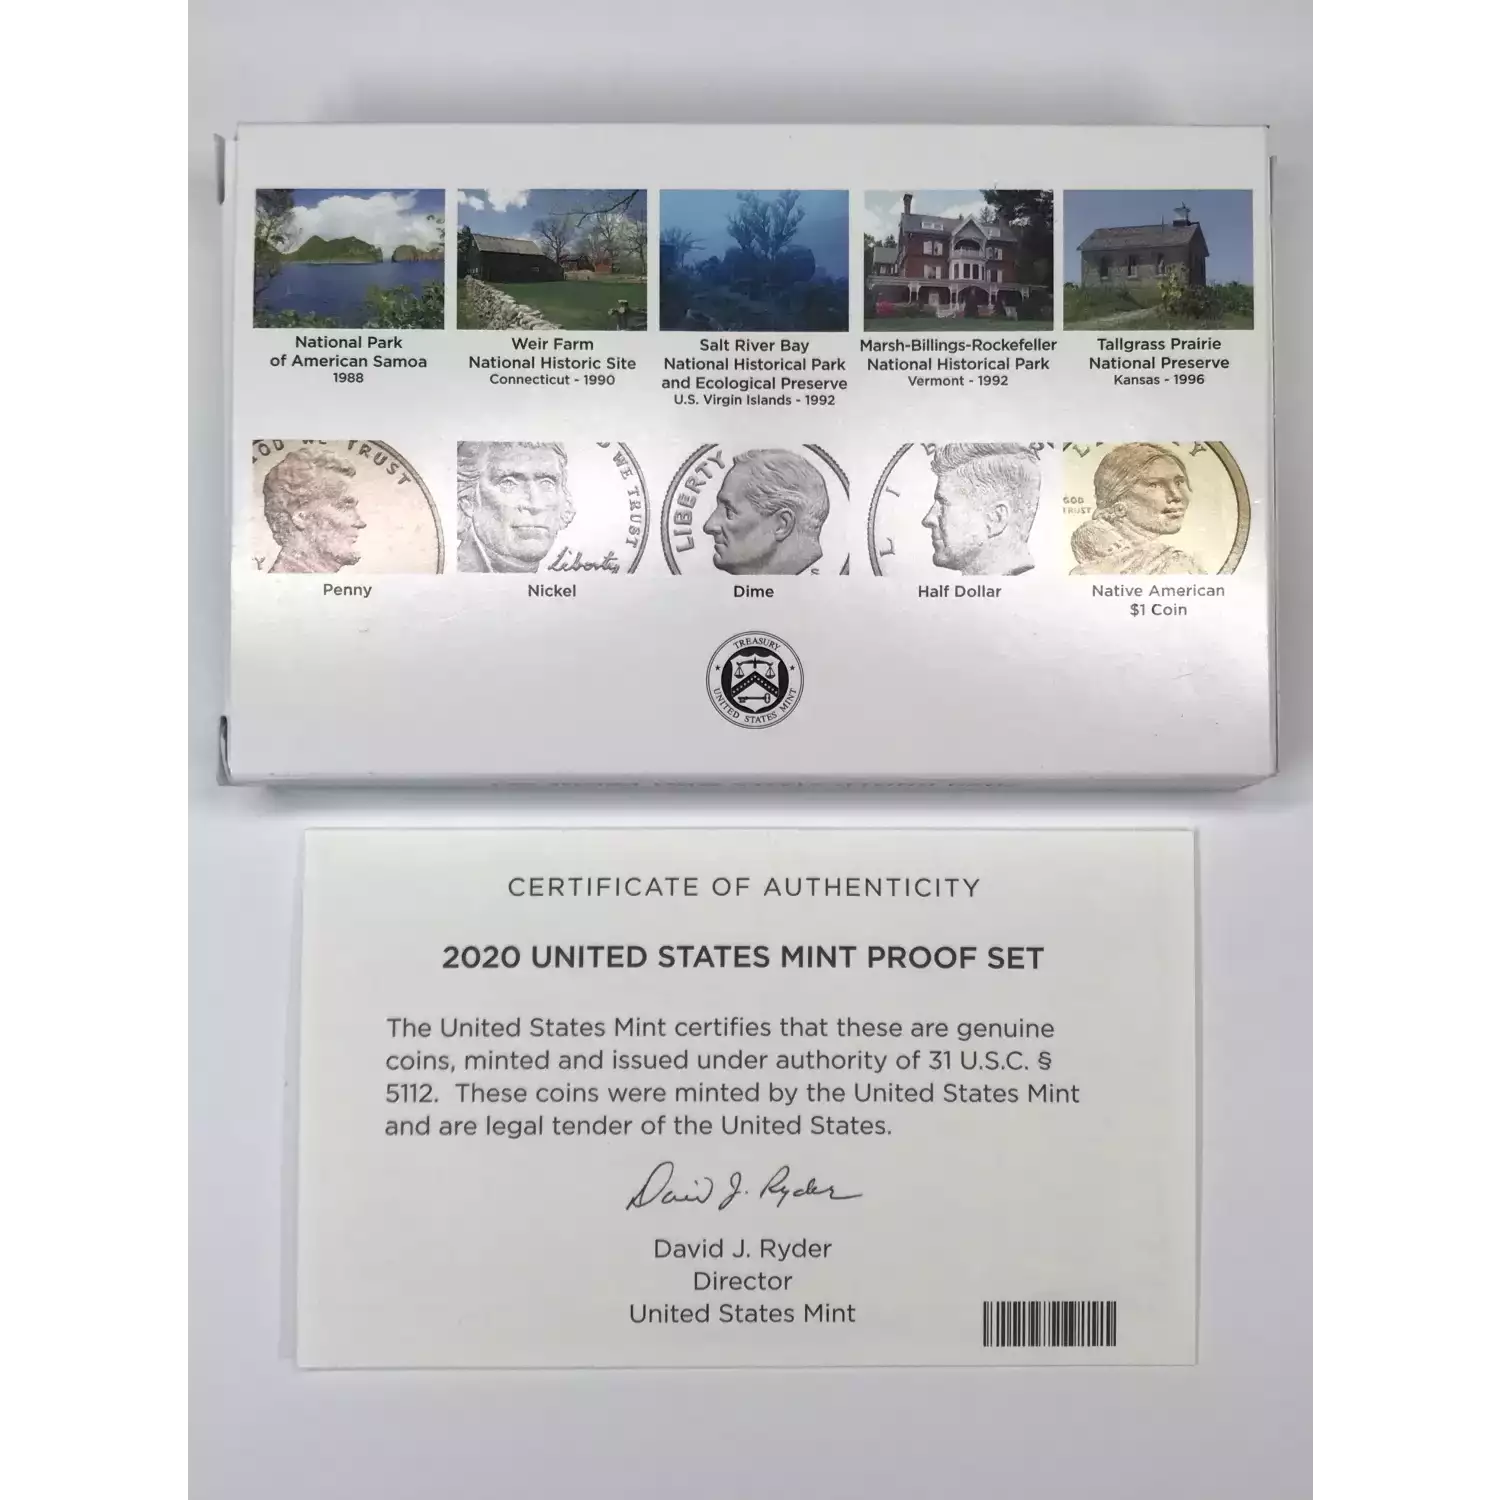 National Park
of American Samoa
1988
Weir Farm
National Historic Site
Connecticut - 1990
Salt River Bay
National Historical Park
and Ecological Preserve
U.S. Virgin Islands - 1992
Marsh-Billings-Rockefeller
National Historical Park
Vermont - 1992
Tallgrass Prairie
National Preserve
Kansas - 1996
WE TRUST
WE TRUST
Liberty
LIBERTY
S
L I
GOD
TRUST
Penny
Nickel
Dime
Half Dollar
Native American
$1 Coin
TREASURY
UNITED STATES MINT
CERTIFICATE OF AUTHENTICITY
2020 UNITED STATES MINT PROOF SET
The United States Mint certifies that these are genuine
coins, minted and issued under authority of 31 U.S.C. §
5112. These coins were minted by the United States Mint
and are legal tender of the United States.
David J. Ryder
David J. Ryder
Director
United States Mint